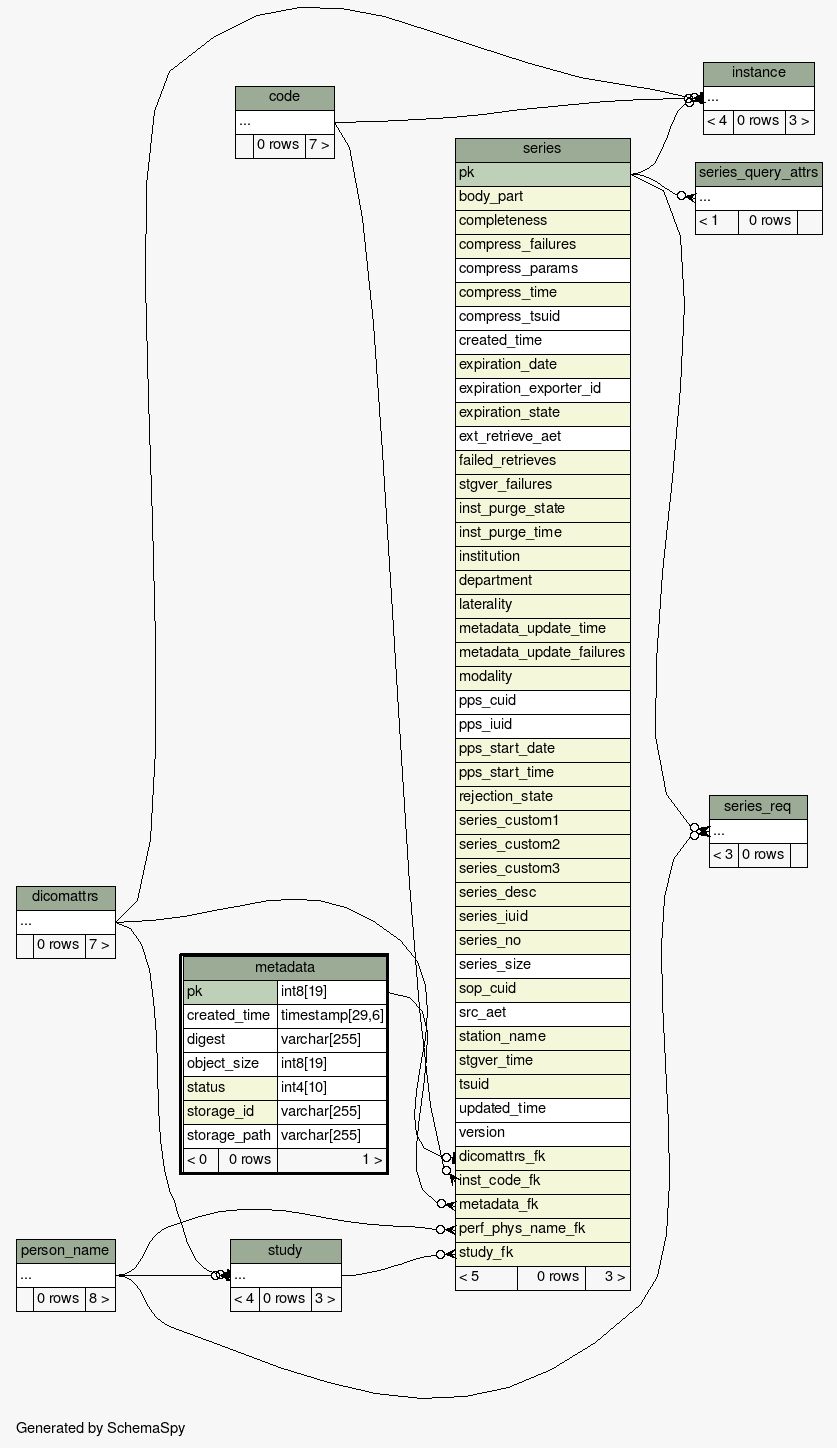 instance
...
< 4 0 rows 3 >
code
...
0 rows 7 >
series_query_attrs
...
< 1 0 rows
series
pk
body_part
completeness
compress_failures
compress_params
compress_time
compress_tsuid
created_time
expiration_date
expiration_exporter_id
expiration_state
ext_retrieve_aet
failed_retrieves
stgver_failures
inst_purge_state
inst_purge_time
institution
department
laterality
metadata_update_time
metadata_update_failures
modality
pps_cuid
pps_iuid
pps_start_date
pps_start_time
rejection_state
series_custom1
series_custom2
series_custom3
series_desc
series_iuid
series_no
series_size
sop_cuid
src_aet
station_name
stgver_time
tsuid
updated_time
version
dicomattrs_fk
inst_code_fk
metadata_fk
perf_phys_name_fk
study_fk
< 5 0 rows 3 >
series_req
...
< 3 0 rows
dicomattrs
...
0 rows 7 >
metadata
pk int8[19]
created_time timestamp[29,6]
digest varchar[255]
object_size int8[19]
status int4[10]
storage_id varchar[255]
storage_path varchar[255]
< 0 0 rows 1 >
person_name
...
0 rows 8 >
study
...
< 4 0 rows 3 >
Generated by SchemaSpy